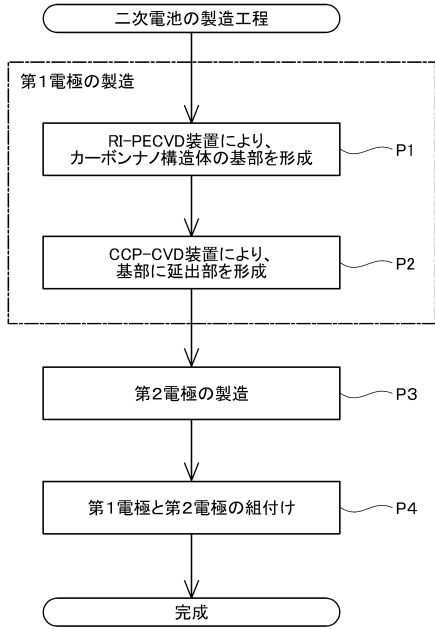 二次電池の製造工程
第1電極の製造
RI-PECVD装置により、
カーボンナノ構造体の基部を形成
P1
CCP-CVD装置により、
基部に延出部を形成
P2
第2電極の製造
P3
第1電極と第2電極の組付け
P4
完成